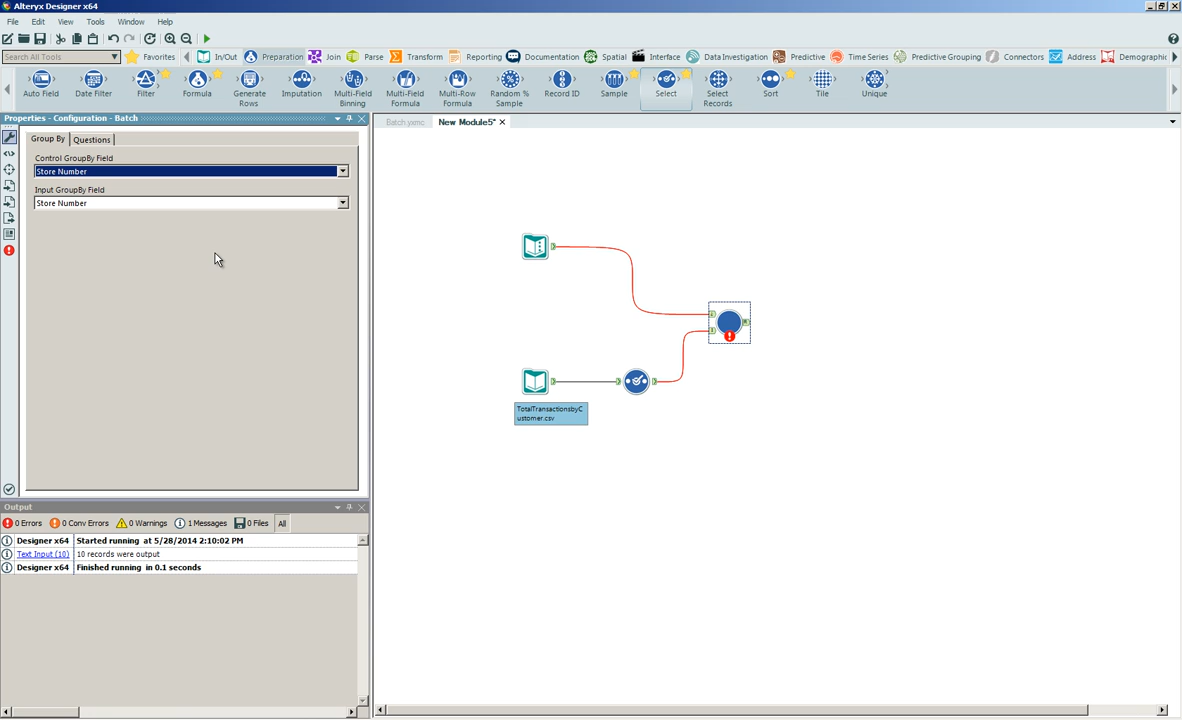 Alteryx Designer x64
File Edit View Tools Window Help
Search All Tools Favorites In/Out Preparation Join Parse Transform Reporting Documentation Spatial Interface Data Investigation Predictive Time Series Predictive Grouping Connectors Address Demographic
Auto Field Date Filter Filter Formula Generate Rows Imputation Multi-Field Binning Multi-Field Formula Multi-Row Formula Random % Sample Record ID Sample Select Select Records Sort Tile Unique
Properties - Configuration - Batch
Batch.yxmc New Module5*
Group By Questions
Control GroupBy Field
Store Number
Input GroupBy Field
Store Number
TotalTransactionsbyC
ustomer.csv
Output
0 Errors 0 Conv Errors 0 Warnings 1 Messages 0 Files All
Designer x64 Started running at 5/28/2014 2:10:02 PM
Text Input (10) 10 records were output
Designer x64 Finished running in 0.1 seconds